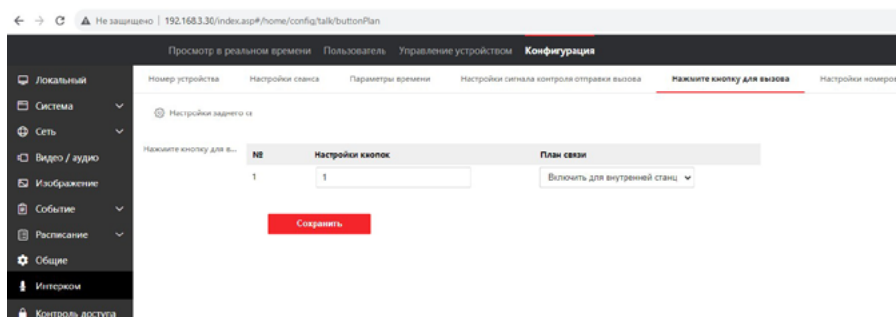 Не защищено | 192.168.3.30/index.asp#/home/config/talk/buttonPlan
Просмотр в реальном времени Пользователь Управление устройством Конфигурация
Локальный
Номер устройства Настройки сеанса Параметры времени Настройки сигнала контроля отправки вызова Нажмите кнопку для вызова Настройки номеров
Система
Настройки заднего св
Сеть
Нажмите кнопку для в... № Настройки кнопок План связи
Видео / аудио
1 1 Включить для внутренней станц
Изображение
Событие
Сохранить
Расписание
Общие
Интерком
Контроль доступа